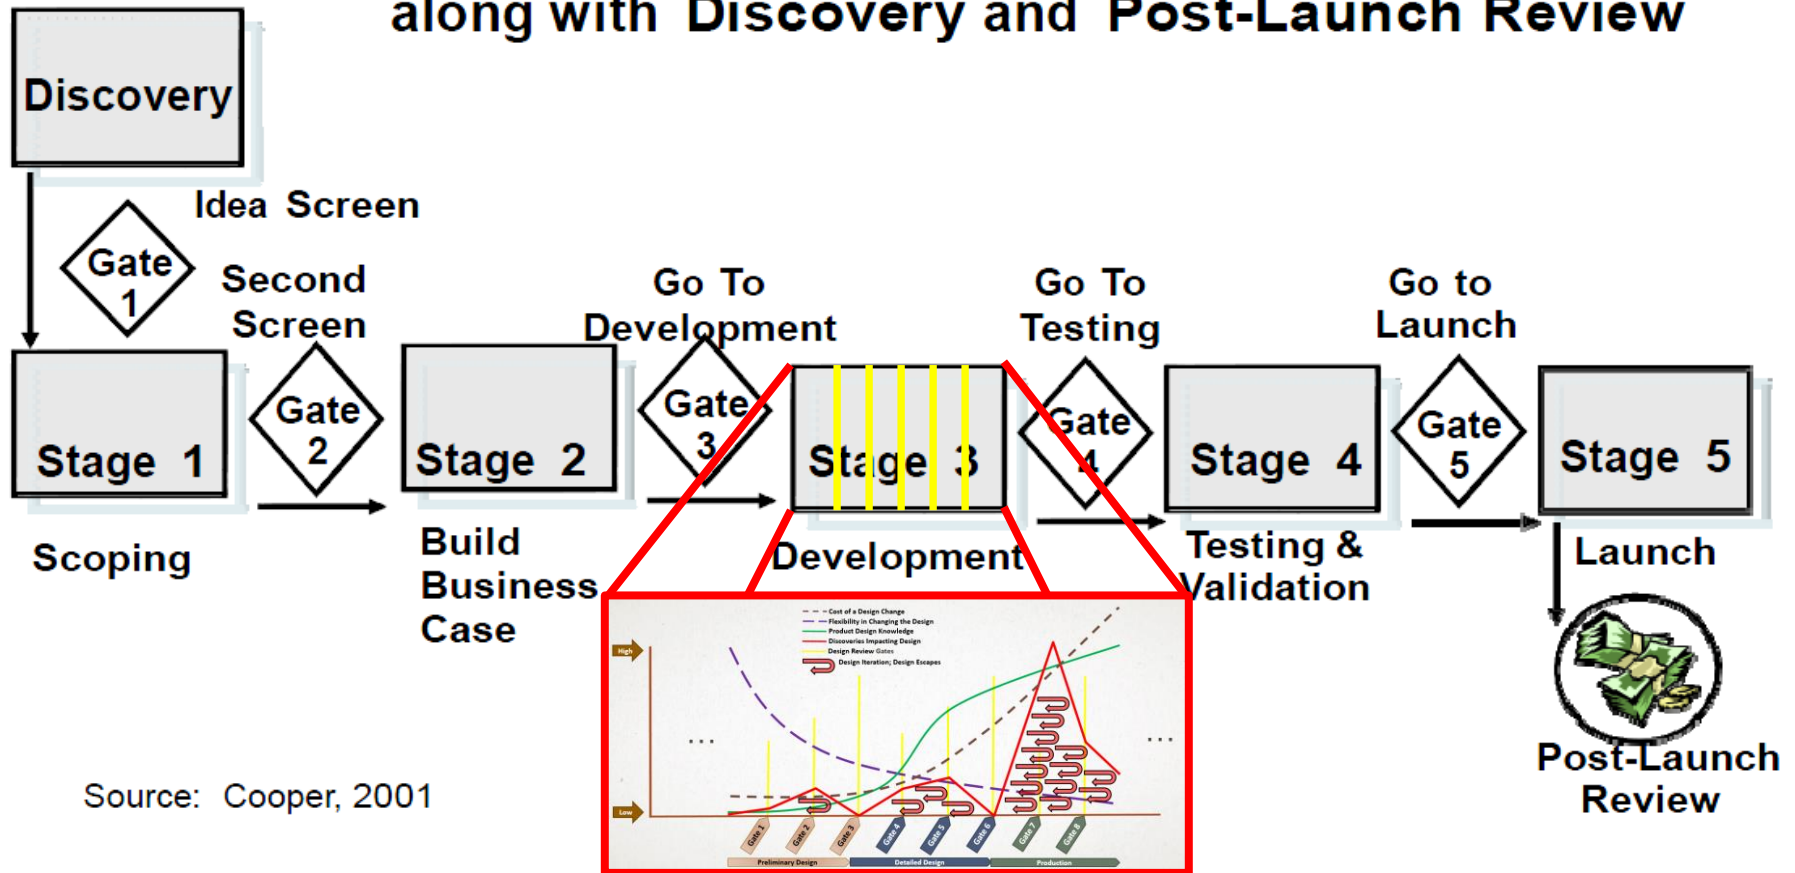 along with Discovery and Post-Launch Review
Discovery
Idea Screen
Gate
1
Second
Screen
Go To
Development
Go To
Testing
Go to
Launch
Stage 1
Gate
2
Stage 2
Gate
3
Stage 3
Gate
4
Stage 4
Gate
5
Stage 5
Scoping
Build
Business
Case
Development
Testing &
Validation
Launch
Cost of a Design Change
Flexibility in Changing the Design
Product Design Knowledge
Discoveries Impacting Design
Design Review Gates
Design Iteration; Design Escapes
High
...
...
Low
Gate 1
Gate 2
Gate 3
Gate 4
Gate 5
Gate 6
Gate 7
Gate 8
Preliminary Design
Detailed Design
Production
Post-Launch
Review
Source: Cooper, 2001